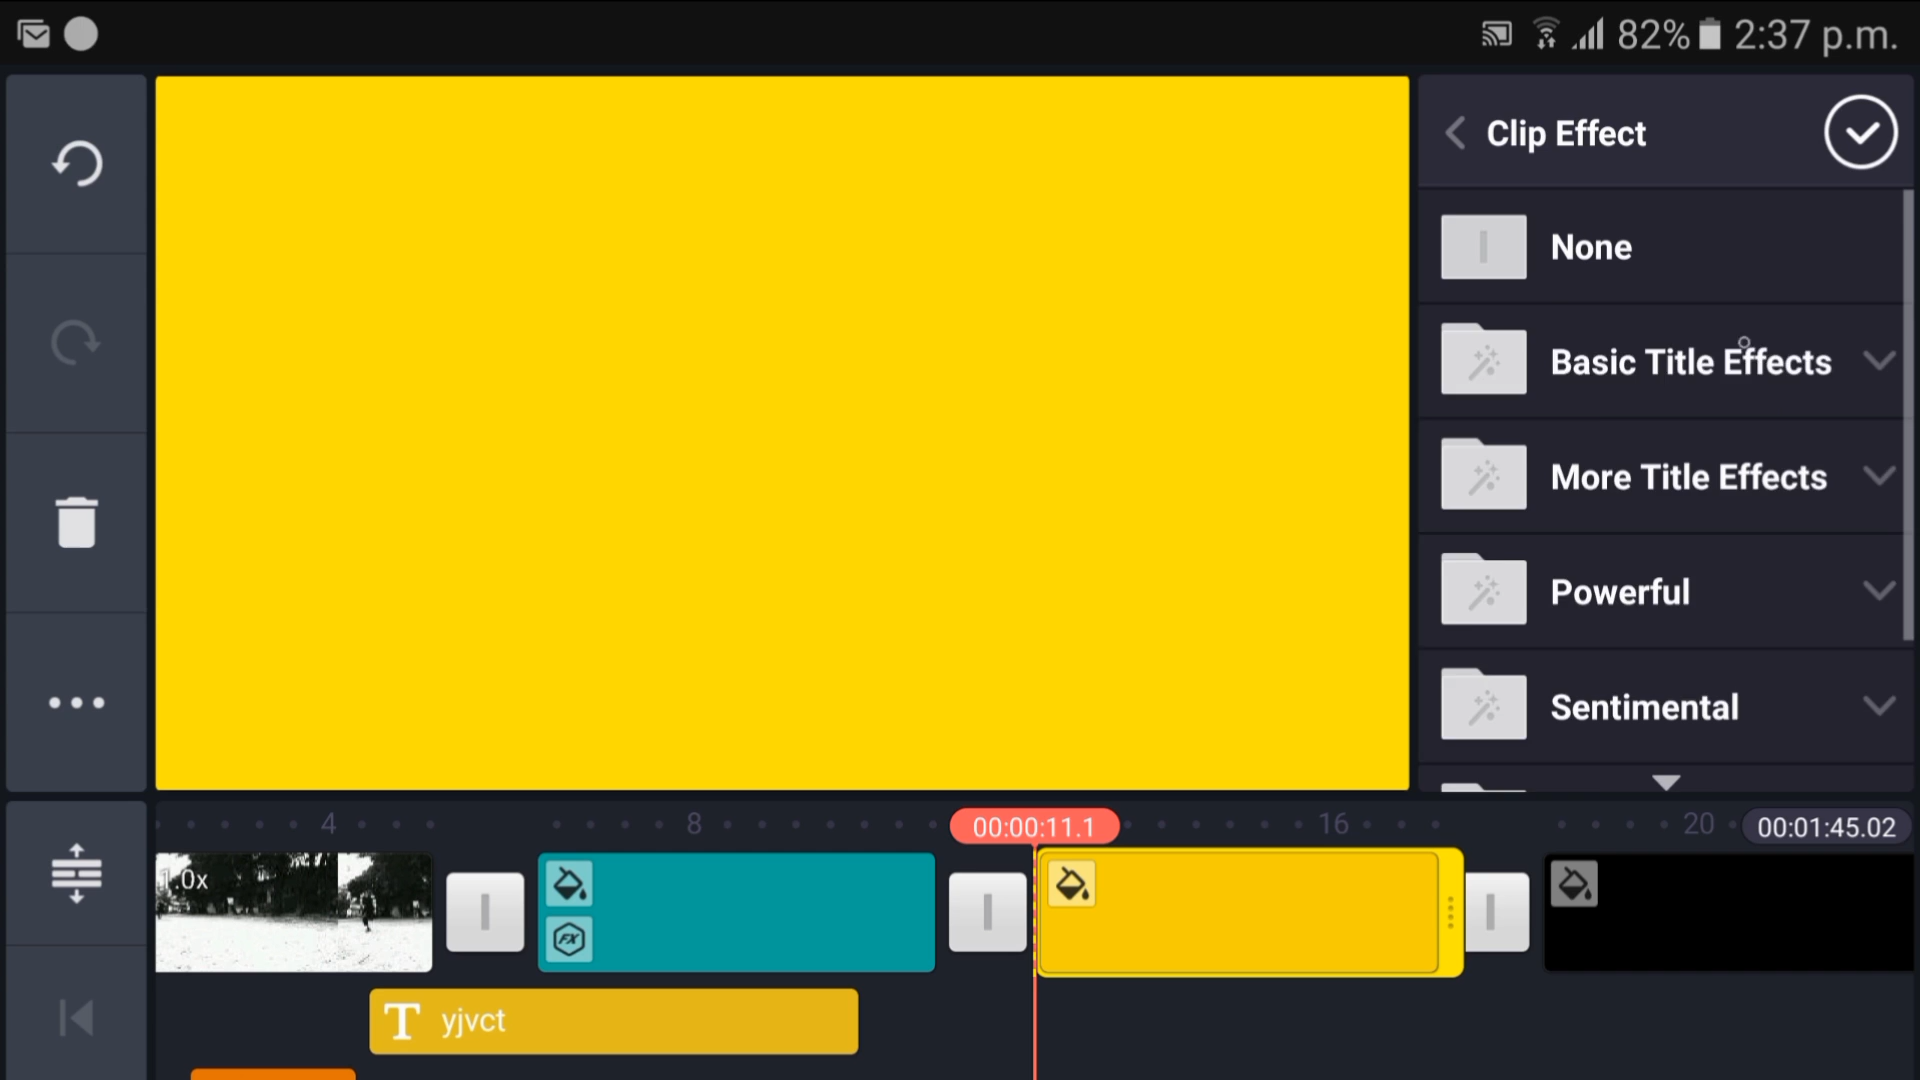 82% 2:37 p.m.
Clip Effect
None
Basic Title Effects
More Title Effects
Powerful
Sentimental
4 8 00:00:11.1 16 20 00:01:45.02
1.0x
FX
T yjvct